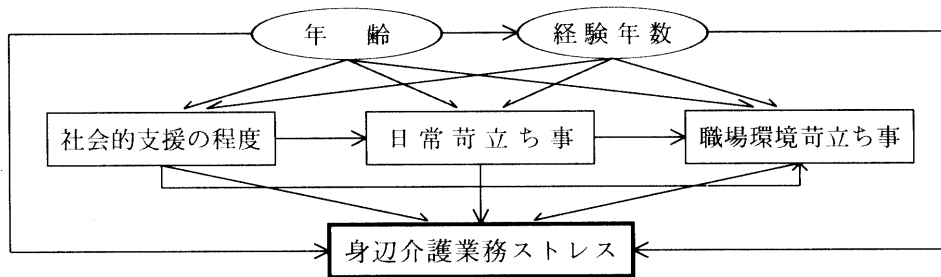 年齢
経験年数
社会的支援の程度
日常苛立ち事
職場環境苛立ち事
身辺介護業務ストレス